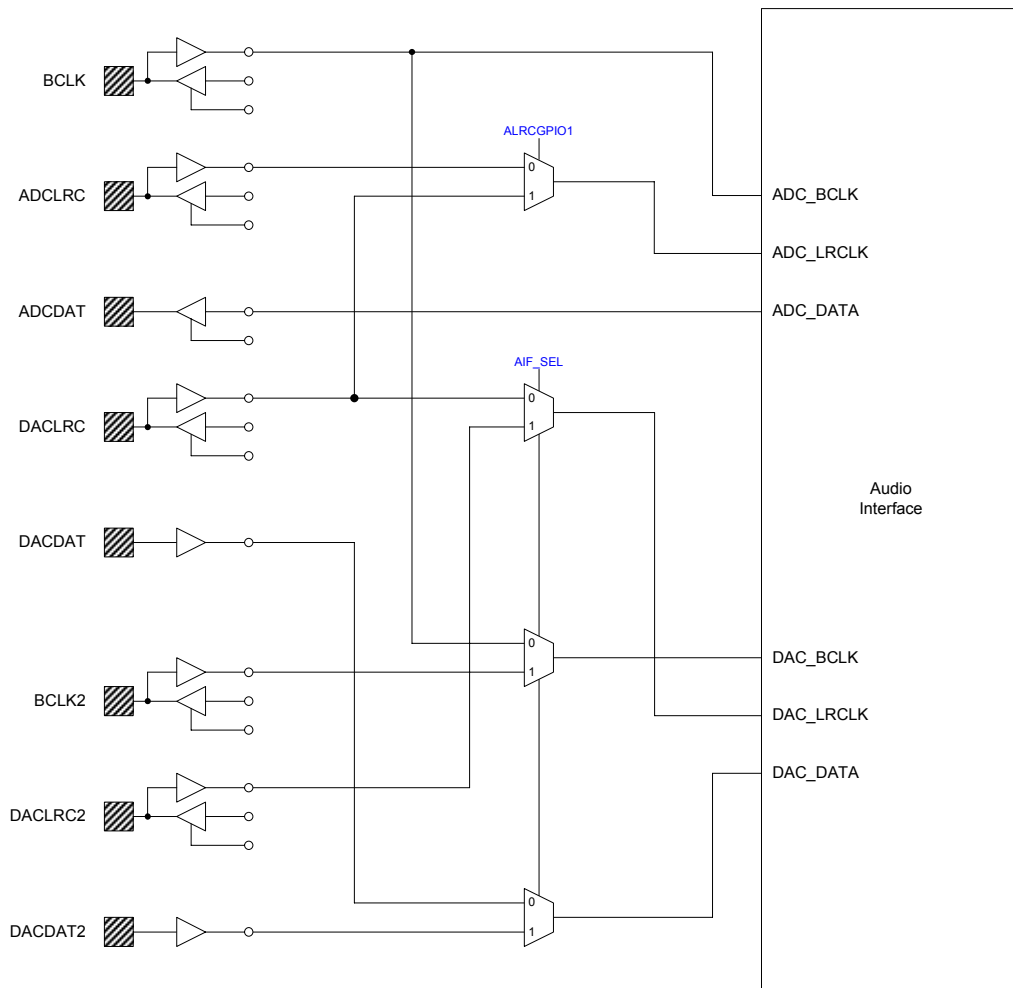 BCLK
ALRCGPIO1
0
ADCLRC
1
ADC_BCLK
ADC_LRCLK
ADCDAT
ADC_DATA
AIF_SEL
0
DACLRC
1
Audio
Interface
DACDAT
0
DAC_BCLK
1
BCLK2
DAC_LRCLK
DAC_DATA
DACLRC2
0
DACDAT2
1